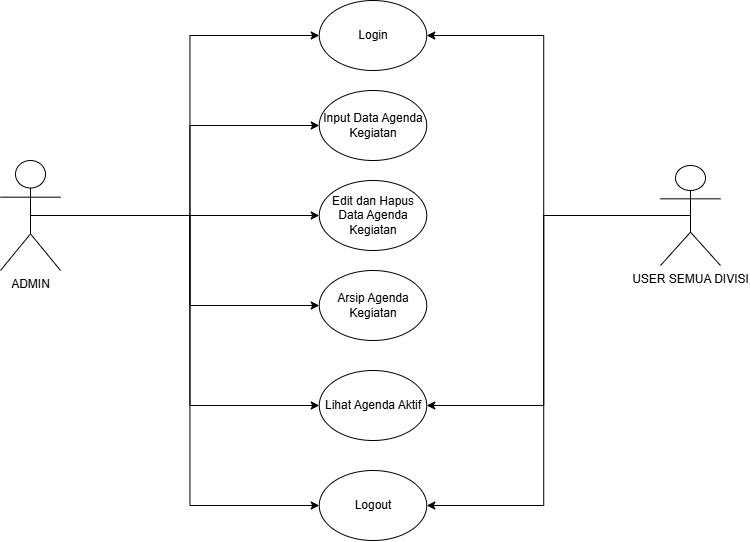 Login
Input Data Agenda
Kegiatan
Edit dan Hapus
Data Agenda
Kegiatan
ADMIN
USER SEMUA DIVISI
Arsip Agenda
Kegiatan
Lihat Agenda Aktif
Logout